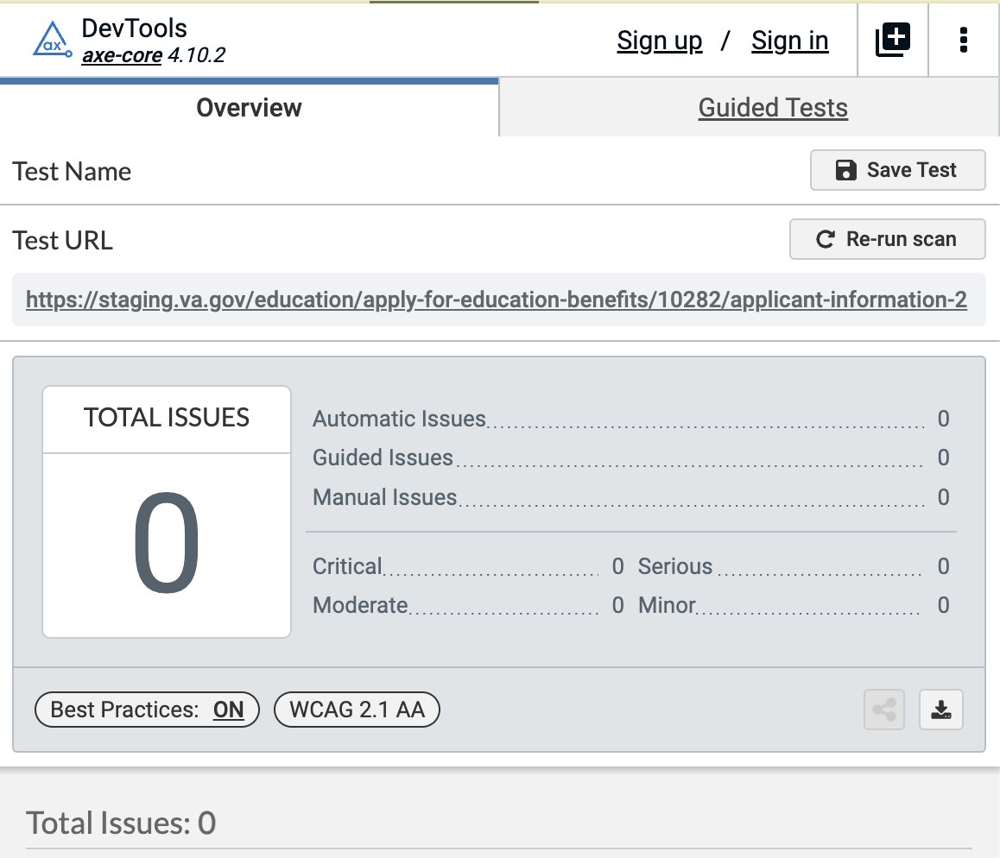 DevTools
ax
axe-core 4.10.2
Sign up / Sign in
Overview
Guided Tests
Test Name
Save Test
Test URL
Re-run scan
https://staging.va.gov/education/apply-for-education-benefits/10282/applicant-information-2
TOTAL ISSUES
0
Automatic Issues 0
Guided Issues 0
Manual Issues 0
Critical 0 Serious 0
Moderate 0 Minor 0
Best Practices: ON
WCAG 2.1 AA
Total Issues: 0